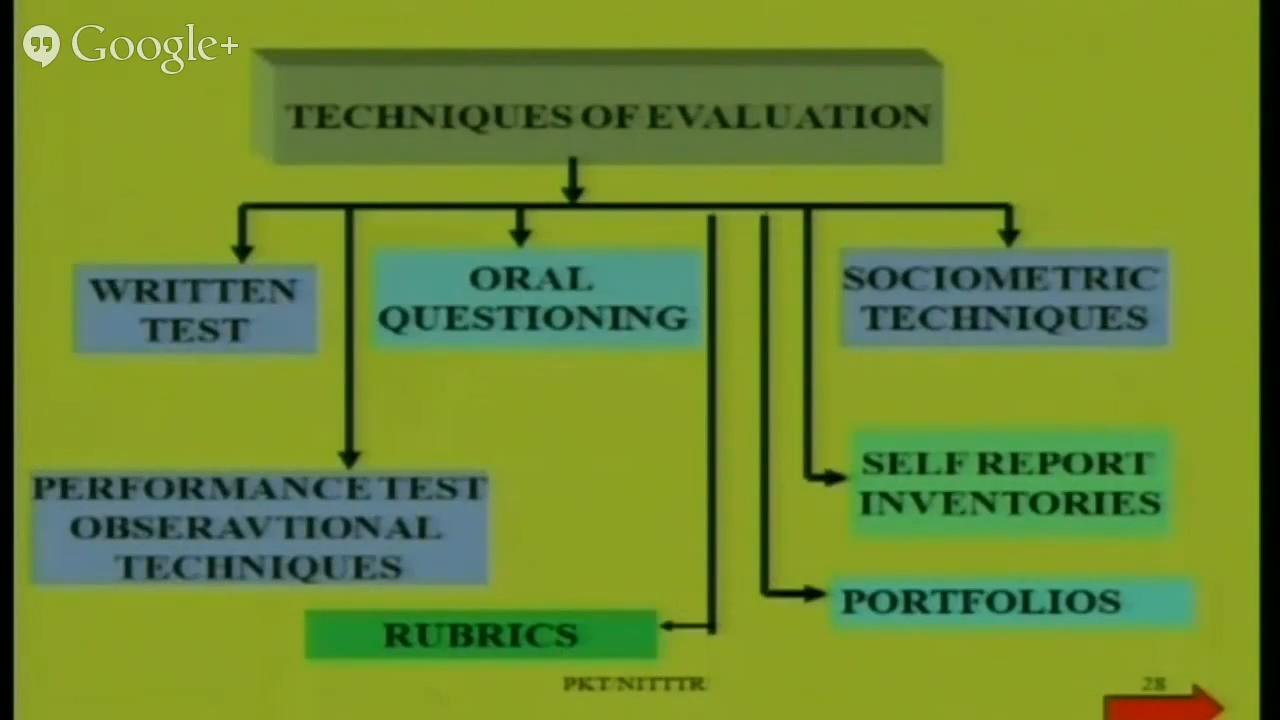 Google+
TECHNIQUES OF EVALUATION
WRITTEN
TEST
ORAL
QUESTIONING
SOCIOMETRIC
TECHNIQUES
PERFORMANCE TEST
OBSERAVTIONAL
TECHNIQUES
SELF REPORT
INVENTORIES
PORTFOLIOS
RUBRICS
PKT/NITTTR
28